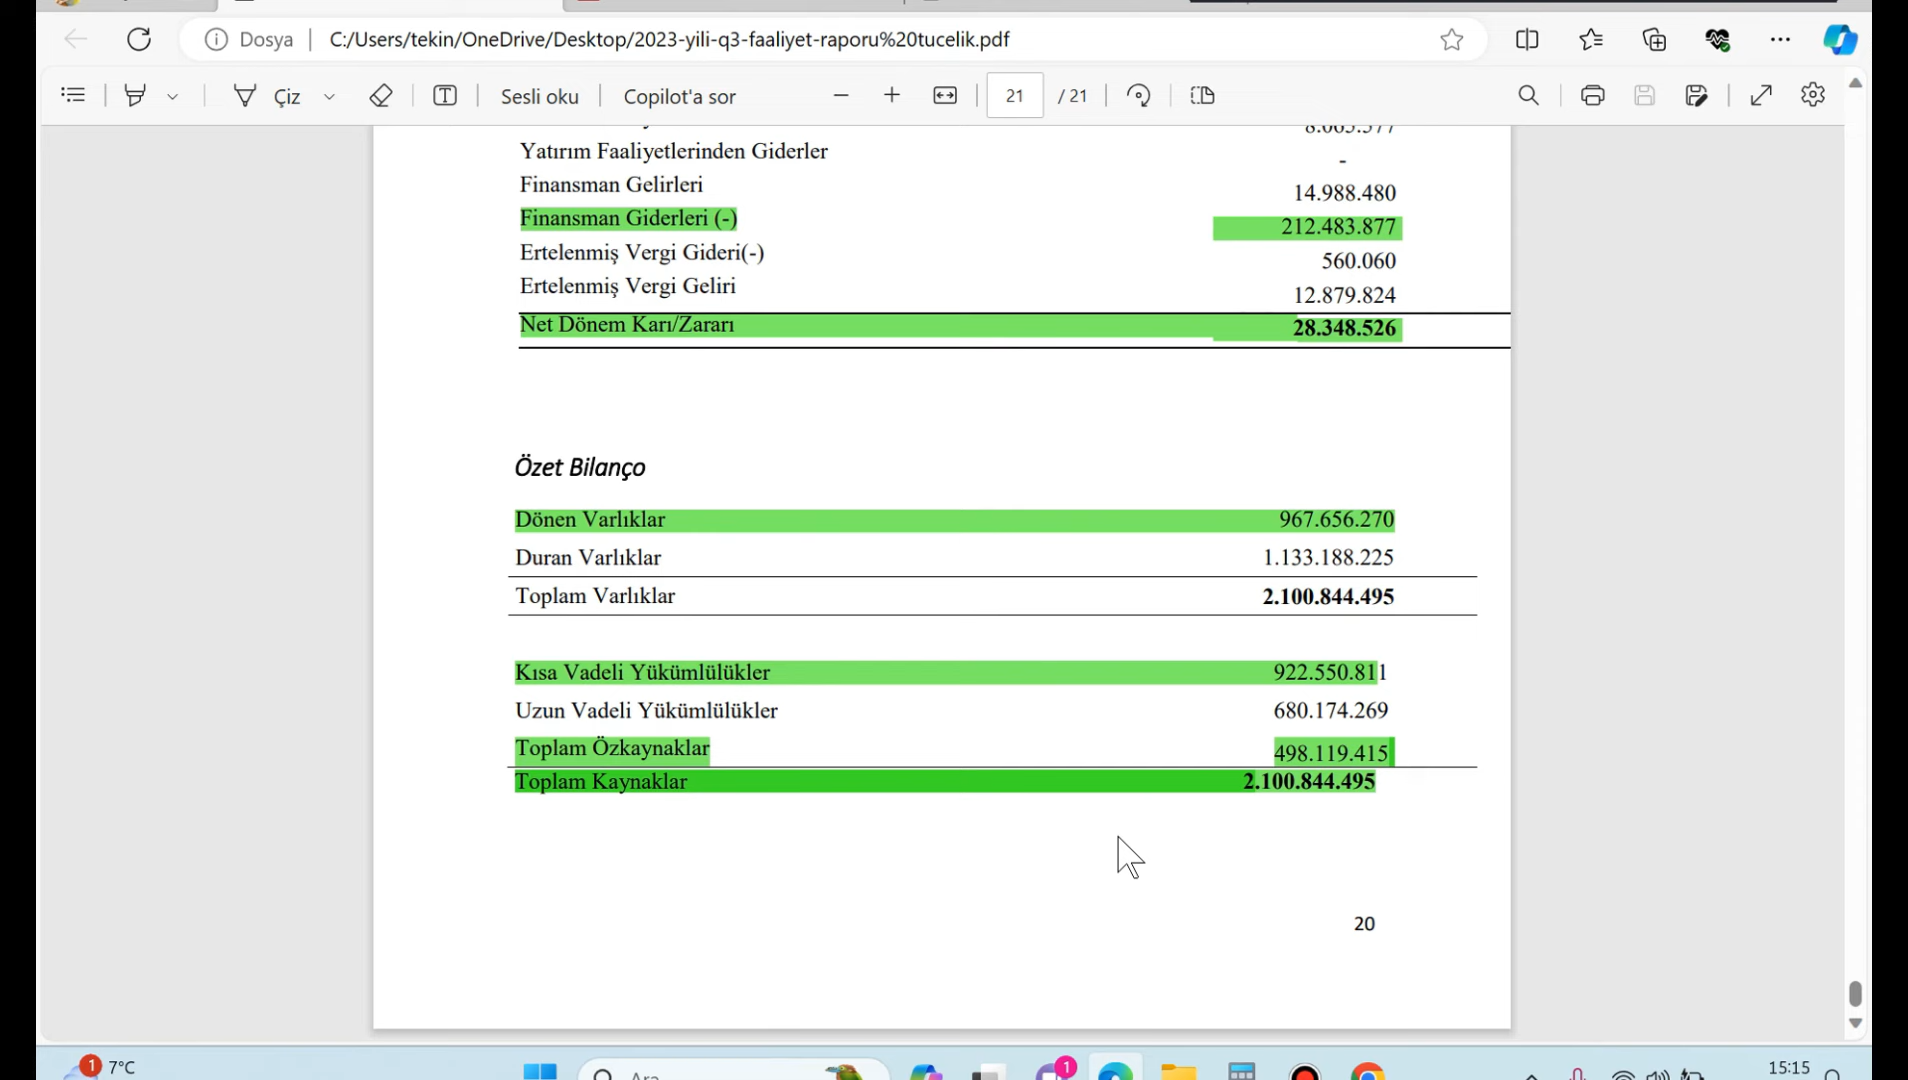 Dosya C:/Users/tekin/OneDrive/Desktop/2023-yili-q3-faaliyet-raporu%20tucelik.pdf
Çiz Sesli oku Copilot'a sor 21 / 21
Yatırım Faaliyetlerinden Giderler -
Finansman Gelirleri 14.988.480
Finansman Giderleri (-) 212.483.877
Ertelenmiş Vergi Gideri(-) 560.060
Ertelenmiş Vergi Geliri 12.879.824
Net Dönem Karı/Zararı 28.348.526
Özet Bilanço
Dönen Varlıklar 967.656.270
Duran Varlıklar 1.133.188.225
Toplam Varlıklar 2.100.844.495
Kısa Vadeli Yükümlülükler 922.550.811
Uzun Vadeli Yükümlülükler 680.174.269
Toplam Özkaynaklar 498.119.415
Toplam Kaynaklar 2.100.844.495
20
1 7°C Ara 1 15:15